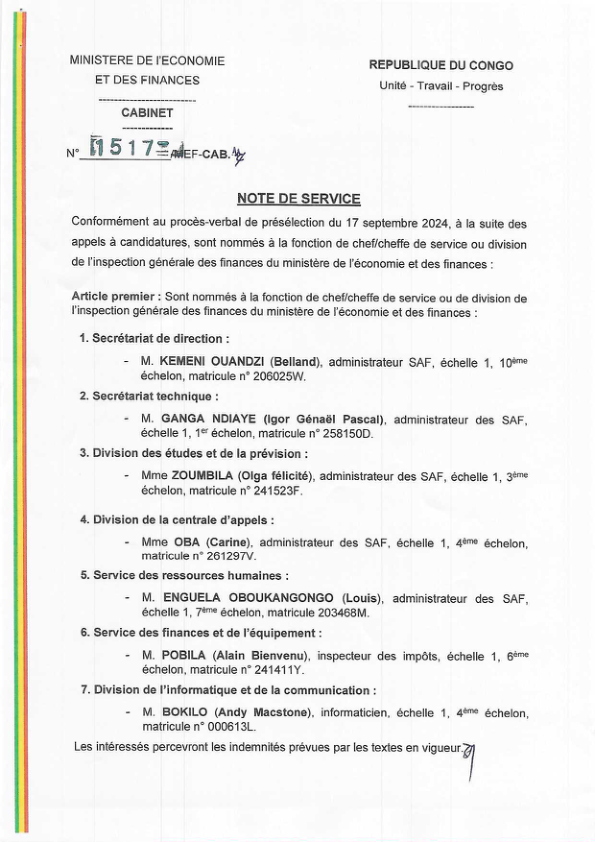 MINISTERE DE l'ECONOMIE
ET DES FINANCES
-------------------------
CABINET
-------------
REPUBLIQUE DU CONGO
Unité - Travail - Progrès
-----------------
N° 1517 MEF-CAB.
NOTE DE SERVICE
Conformément au procès-verbal de présélection du 17 septembre 2024, à la suite des
appels à candidatures, sont nommés à la fonction de chef/cheffe de service ou division
de l'inspection générale des finances du ministère de l'économie et des finances :
Article premier : Sont nommés à la fonction de chef/cheffe de service ou de division de
l'inspection générale des finances du ministère de l'économie et des finances :
1. Secrétariat de direction :
- M. KEMENI OUANDZI (Belland), administrateur SAF, échelle 1, 10ème
échelon, matricule n° 206025W.
2. Secrétariat technique :
- M. GANGA NDIAYE (Igor Génaël Pascal), administrateur des SAF,
échelle 1, 1er échelon, matricule n° 258150D.
3. Division des études et de la prévision :
- Mme ZOUMBILA (Olga félicité), administrateur des SAF, échelle 1, 3ème
échelon, matricule n° 241523F.
4. Division de la centrale d'appels :
- Mme OBA (Carine), administrateur des SAF, échelle 1, 4ème échelon,
matricule n° 261297V.
5. Service des ressources humaines :
- M. ENGUELA OBOUKANGONGO (Louis), administrateur des SAF,
échelle 1, 7ème échelon, matricule 203468M.
6. Service des finances et de l'équipement :
- M. POBILA (Alain Bienvenu), inspecteur des impôts, échelle 1, 6ème
échelon, matricule n° 241411Y.
7. Division de l'informatique et de la communication :
- M. BOKILO (Andy Macstone), informaticien, échelle 1, 4ème échelon,
matricule n° 000613L.
Les intéressés percevront les indemnités prévues par les textes en vigueur.